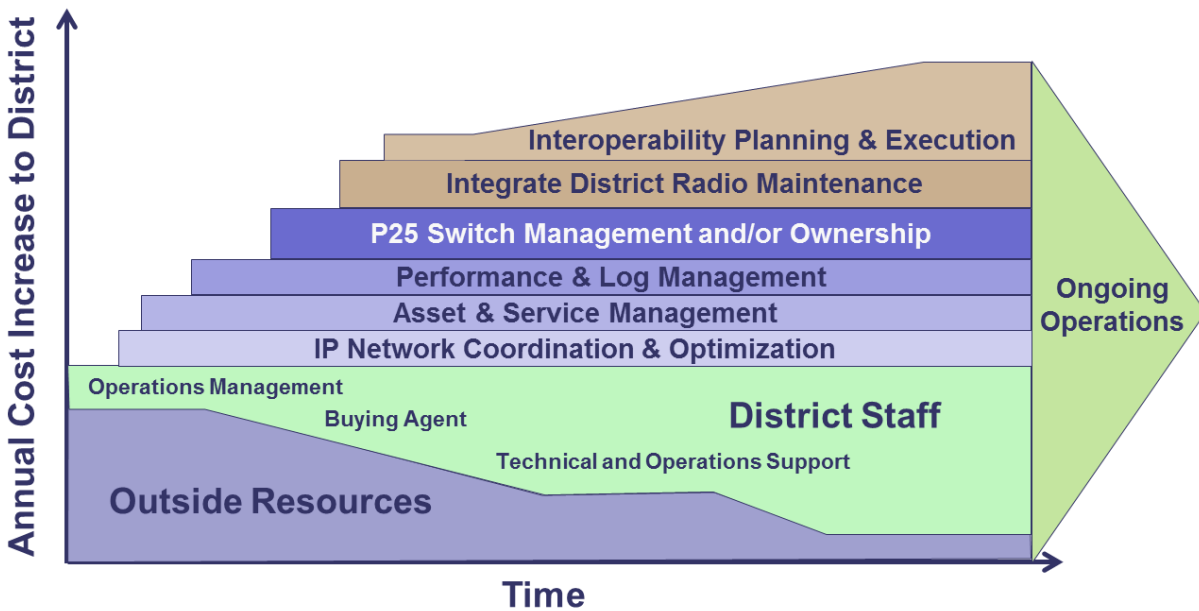 Annual Cost Increase to District
Interoperability Planning & Execution
Integrate District Radio Maintenance
P25 Switch Management and/or Ownership
Performance & Log Management
Asset & Service Management
IP Network Coordination & Optimization
Ongoing
Operations
Operations Management
Buying Agent
District Staff
Technical and Operations Support
Outside Resources
Time